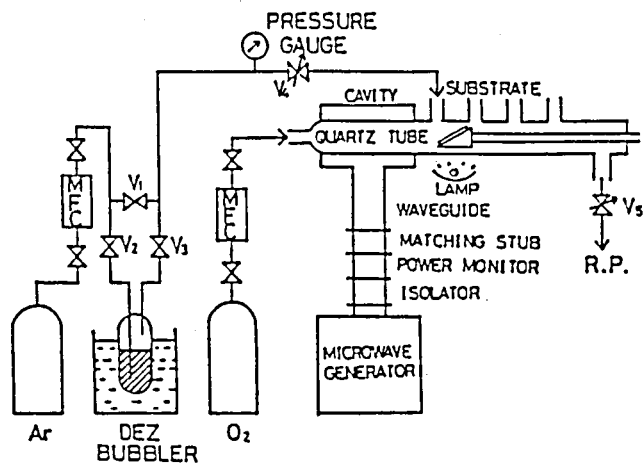 PRESSURE
GAUGE
V4
SUBSTRATE
CAVITY
QUARTZ TUBE
MFC
V1
MFC
LAMP
WAVEGUIDE
V5
V2
V3
MATCHING STUB
R.P.
POWER MONITOR
ISOLATOR
MICROWAVE
GENERATOR
Ar
DEZ
BUBBLER
O2